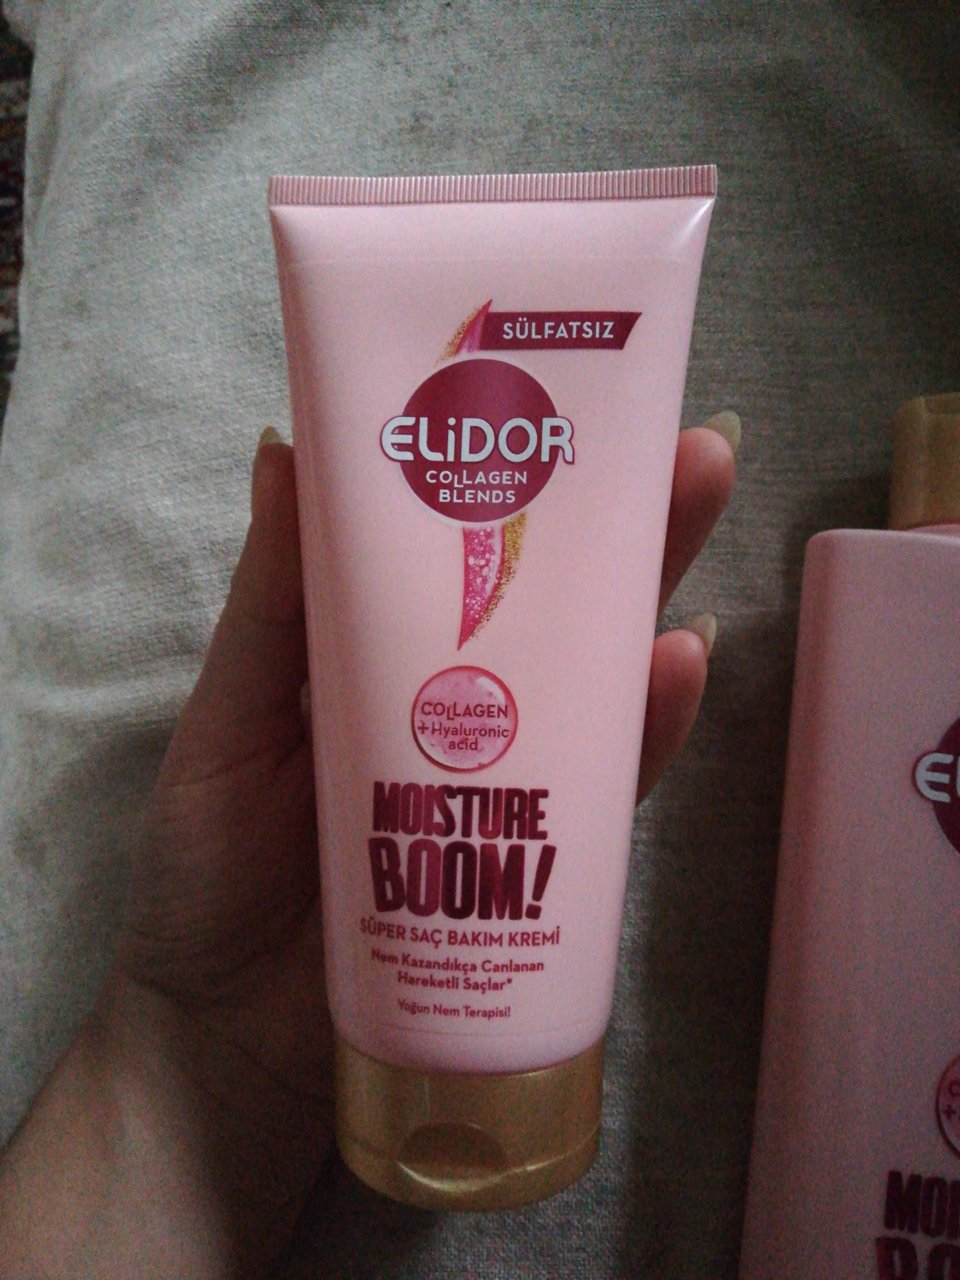 SÜLFATSIZ
ELiDOR
COLLAGEN
BLENDS
COLLAGEN
+Hyaluronic
acid
MOISTURE
BOOM!
SÜPER SAÇ BAKIM KREMİ
Nem Kazandıkça Canlanan
Hareketli Saçlar*
Yoğun Nem Terapisi!